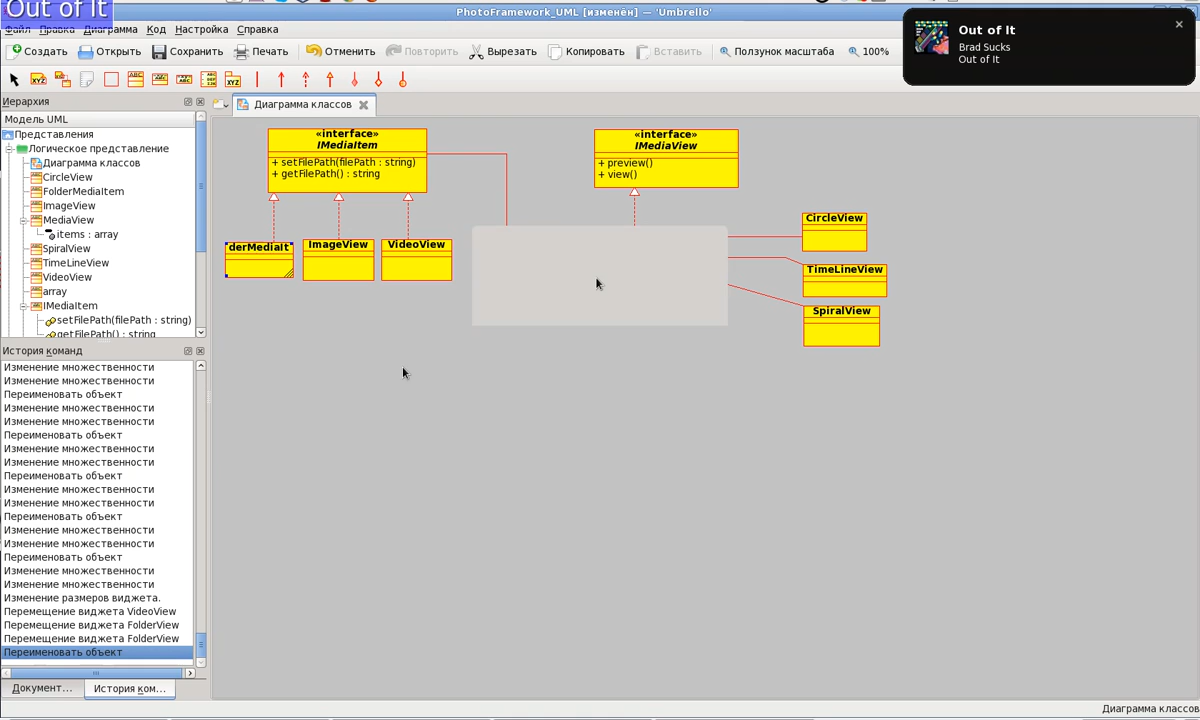 Out of It
PhotoFramework_UML [изменён] — 'Umbrello'
Файл Правка Диаграмма Код Настройка Справка
Out of It
Brad Sucks
Out of It
Создать Открыть Сохранить Печать Отменить Повторить Вырезать Копировать Вставить Ползунок масштаба 100%
Иерархия
Диаграмма классов
Модель UML
Представления
Логическое представление
Диаграмма классов
CircleView
FolderMediaItem
ImageView
MediaView
items : array
SpiralView
TimeLineView
VideoView
array
IMediaItem
setFilePath(filePath : string)
getFilePath() : string
История команд
Изменение множественности
Изменение множественности
Переименовать объект
Изменение множественности
Изменение множественности
Переименовать объект
Изменение множественности
Изменение множественности
Переименовать объект
Изменение множественности
Изменение множественности
Переименовать объект
Изменение множественности
Изменение множественности
Переименовать объект
Изменение множественности
Изменение множественности
Изменение размеров виджета.
Перемещение виджета VideoView
Перемещение виджета FolderView
Перемещение виджета FolderView
Переименовать объект
Документ... История ком...
«interface»
IMediaItem
+ setFilePath(filePath : string)
+ getFilePath() : string
«interface»
IMediaView
+ preview()
+ view()
derMediaIt
ImageView
VideoView
CircleView
TimeLineView
SpiralView
Диаграмма классов